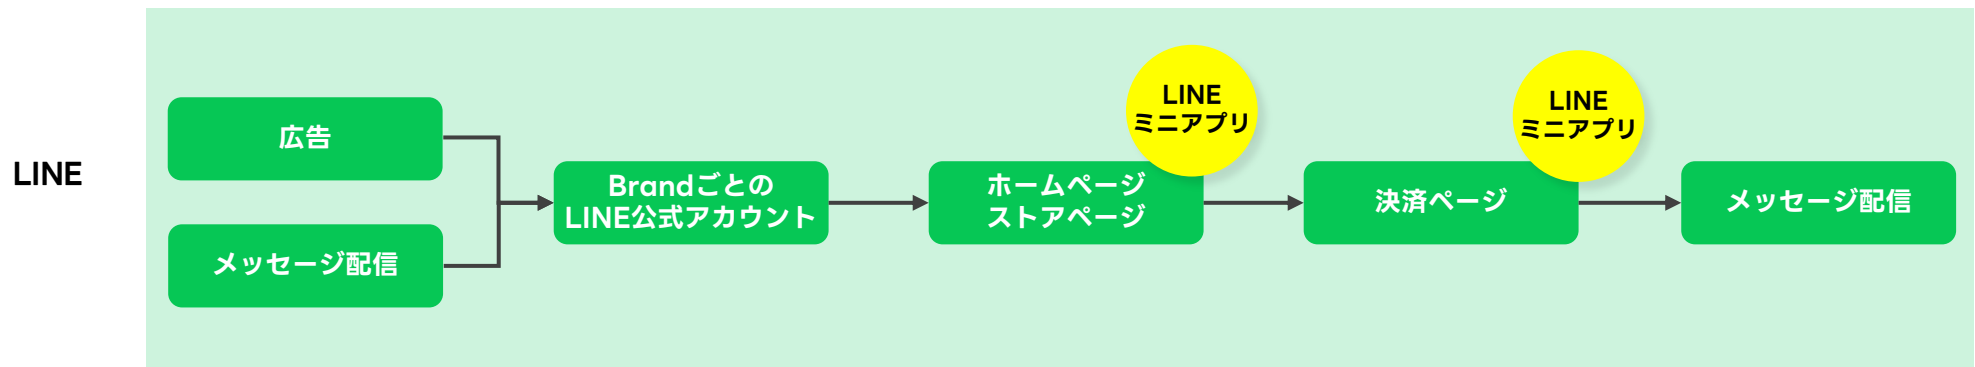 LINE
広告
メッセージ配信
Brandごとの
LINE公式アカウント
ホームページ
ストアページ
LINE
ミニアプリ
決済ページ
LINE
ミニアプリ
メッセージ配信